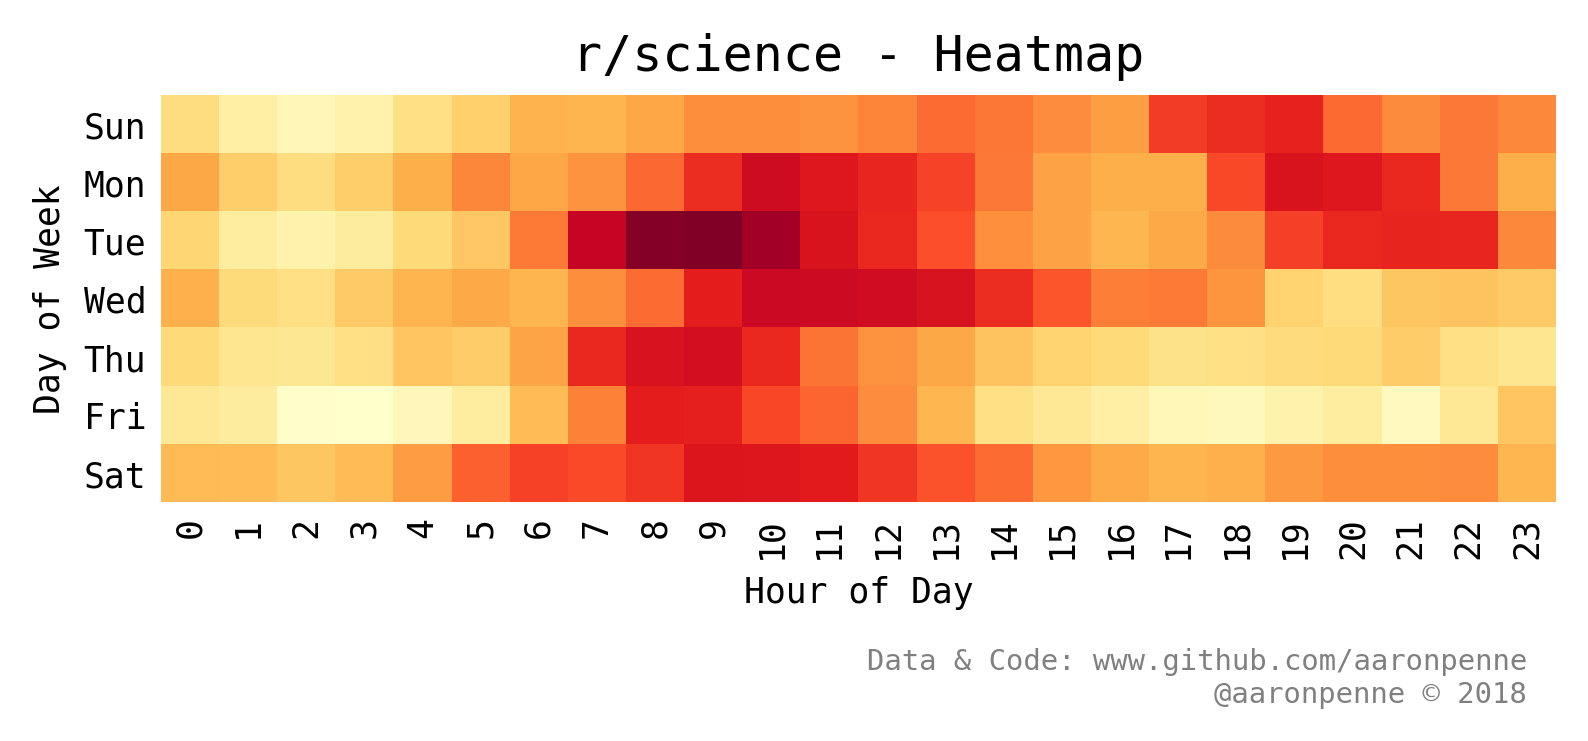 r/science - Heatmap
Day of Week
Sun
Mon
Tue
Wed
Thu
Fri
Sat
0 1 2 3 4 5 6 7 8 9 10 11 12 13 14 15 16 17 18 19 20 21 22 23
Hour of Day
Data & Code: www.github.com/aaronpenne
@aaronpenne © 2018